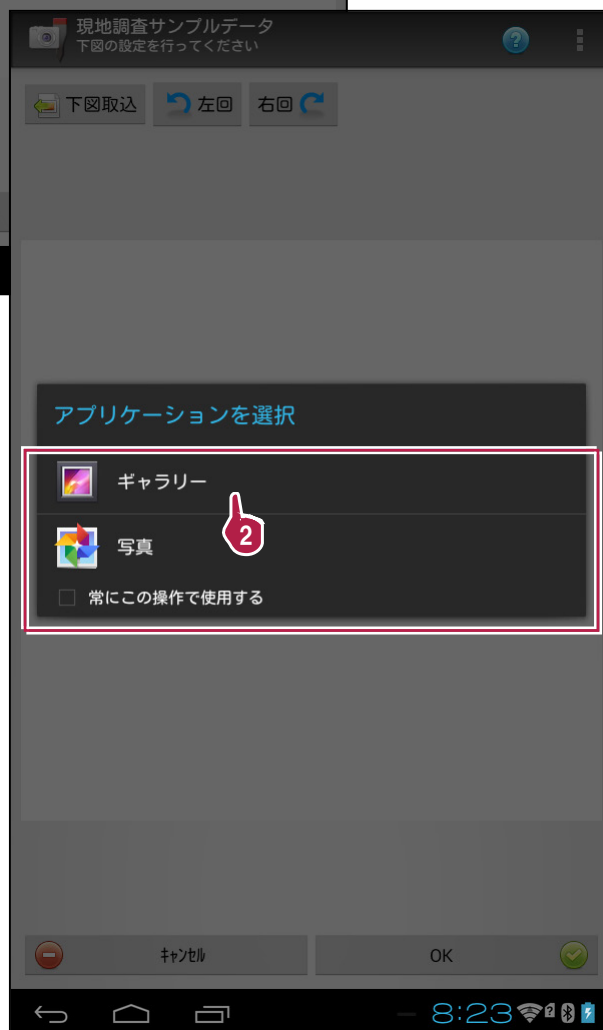 現地調査サンプルデータ
下図の設定を行ってください
下図取込
左回
右回
アプリケーションを選択
ギャラリー
2
写真
常にこの操作で使用する
ｷｬﾝｾﾙ
OK
8:23